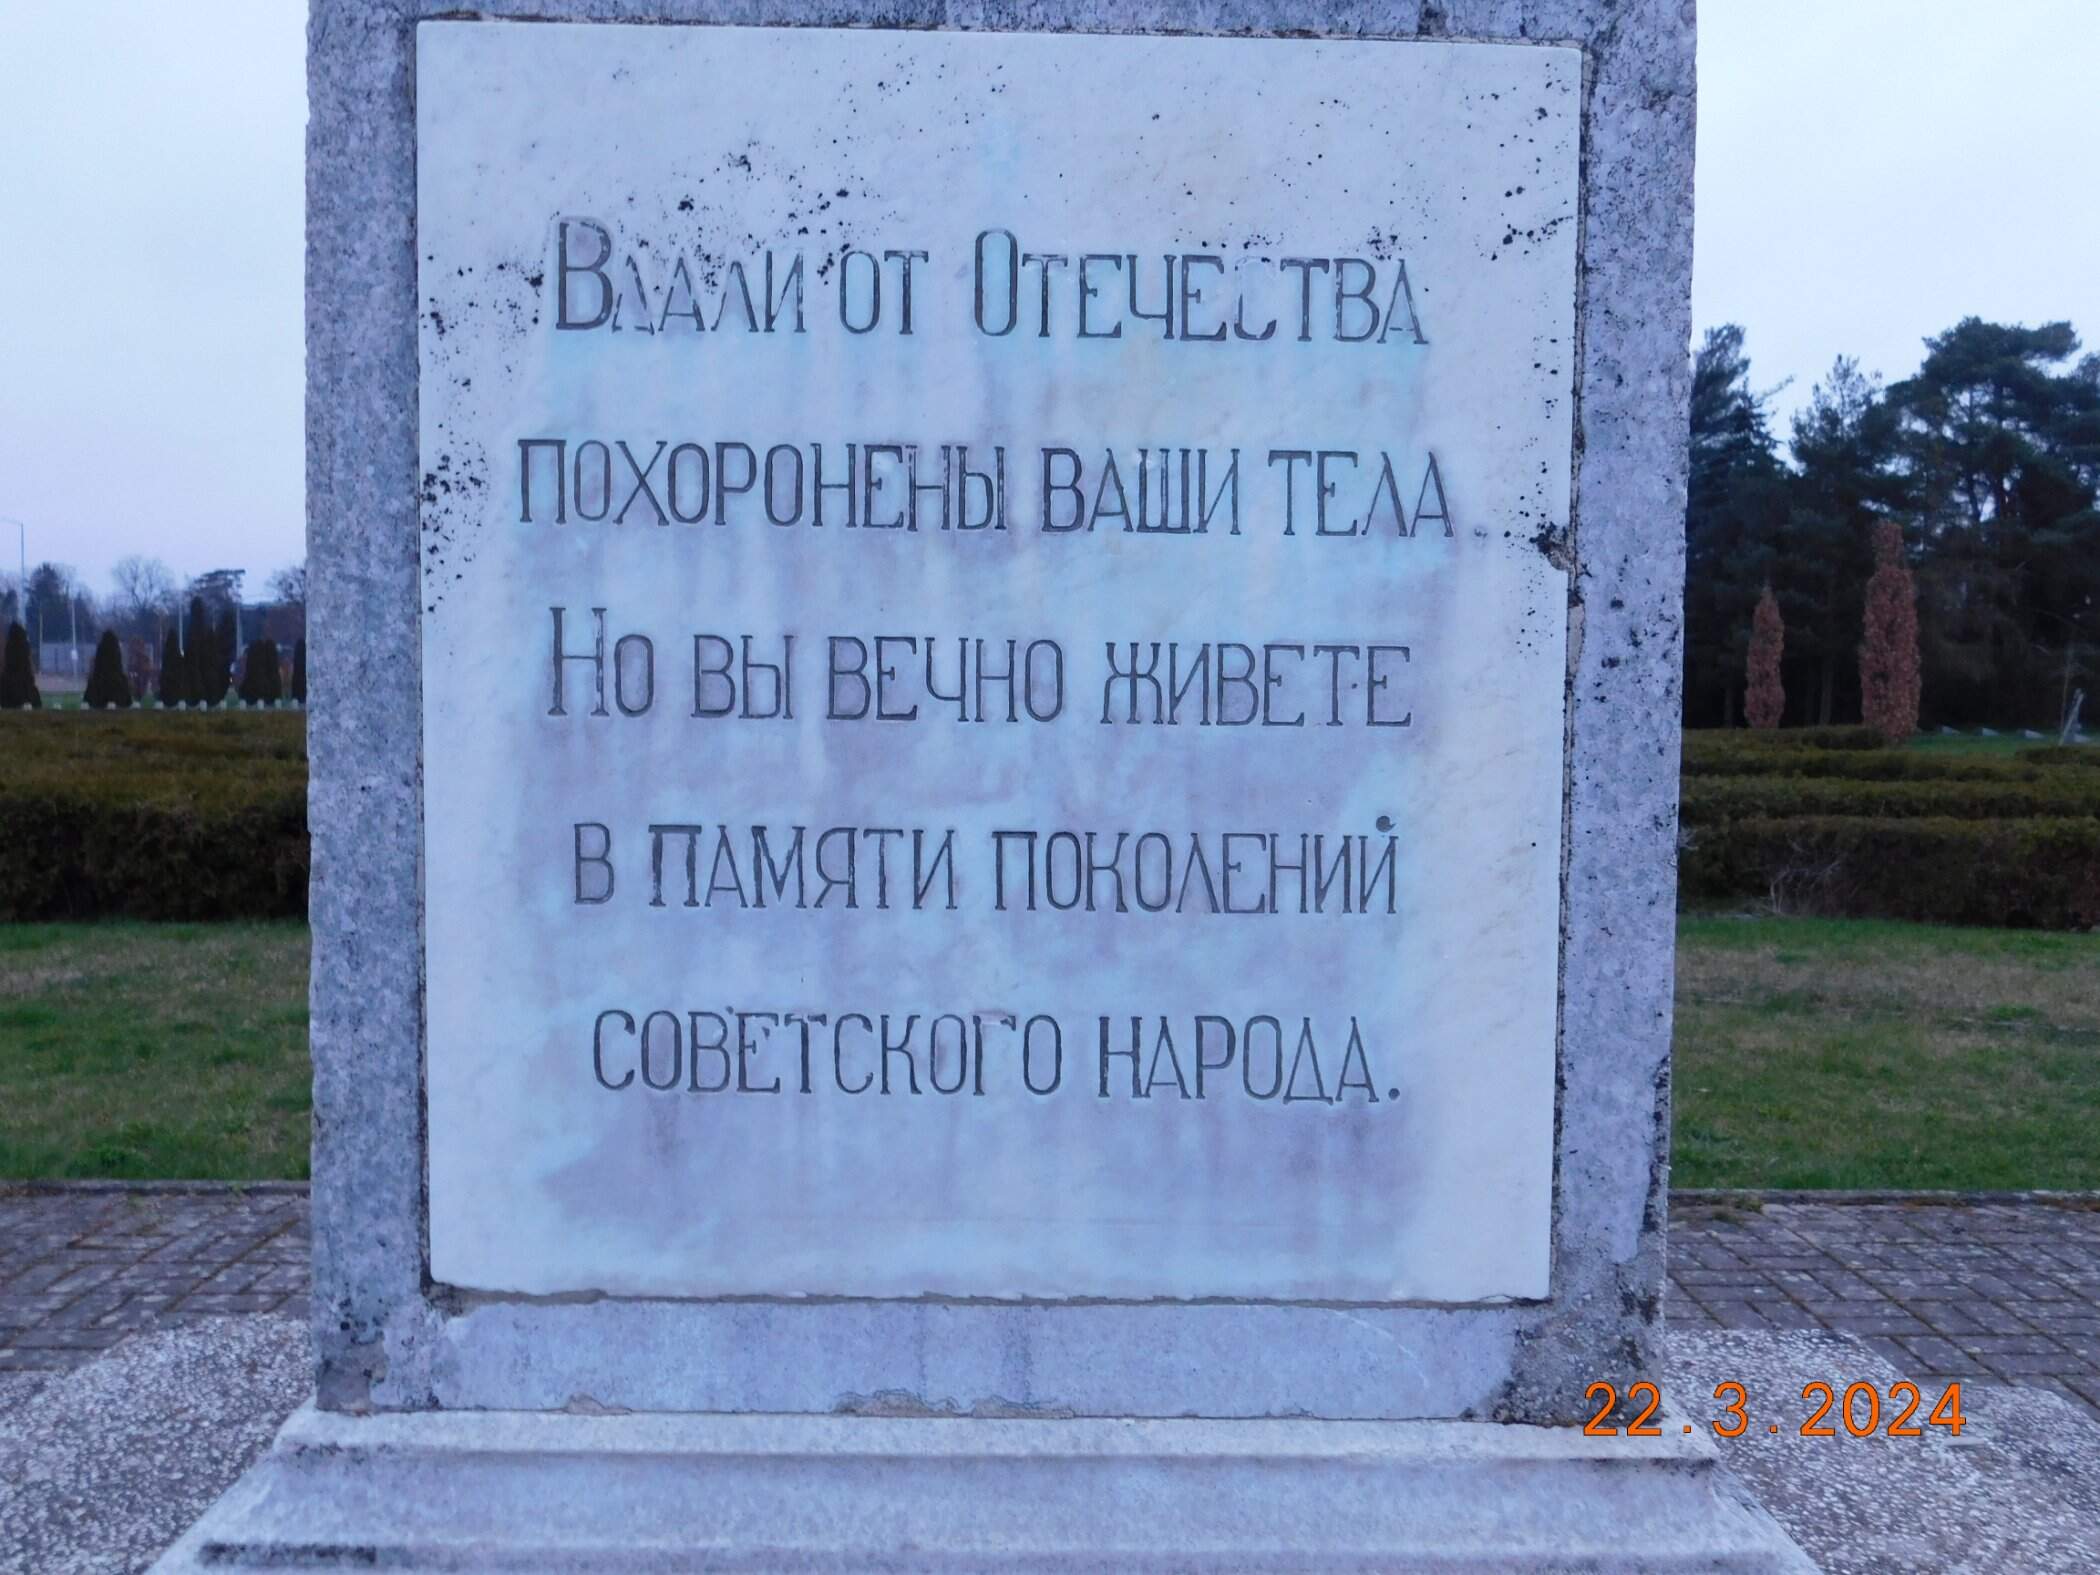 Вдали от Отечества
похоронены ваши тела
Но вы вечно живете
в памяти поколений
советского народа.
22.3.2024